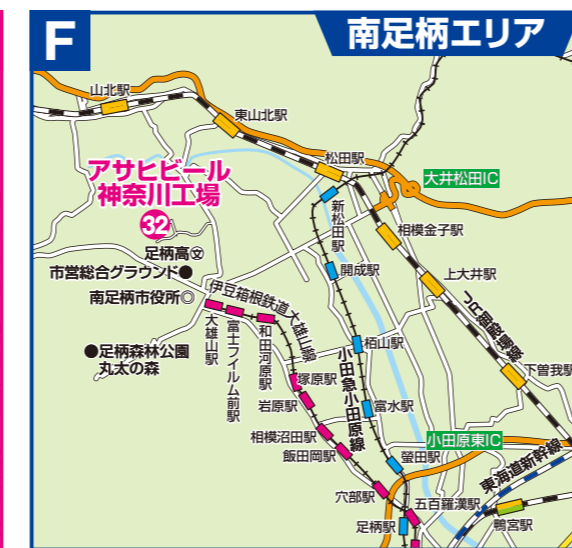 F
南足柄エリア
山北駅
東山北駅
松田駅
アサヒビール
神奈川工場
32
大井松田IC
新松田駅
相模金子駅
足柄高
市営総合グラウンド
南足柄市役所
開成駅
上大井駅
伊豆箱根鉄道大雄山線
JR御殿場線
大雄山駅
富士フイルム前駅
和田河原駅
小田急小田原線
栢山駅
足柄森林公園
丸太の森
塚原駅
下曽我駅
岩原駅
富水駅
相模沼田駅
小田原東IC
飯田岡駅
螢田駅
東海道新幹線
穴部駅
五百羅漢駅
足柄駅
鴨宮駅